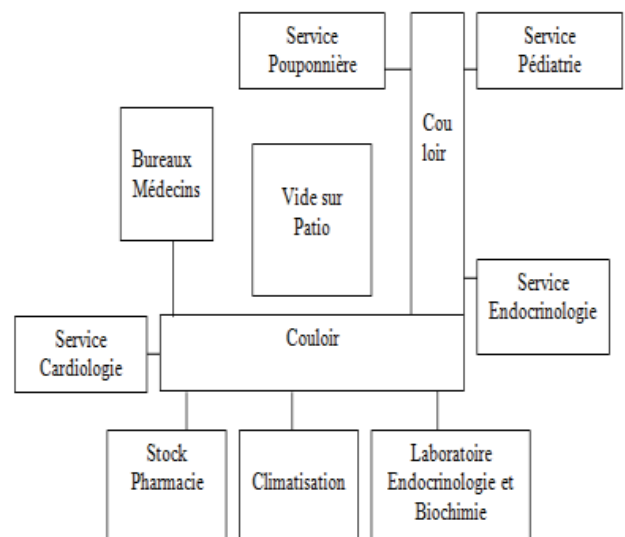 Service
Pouponnière
Service
Pédiatrie
Cou
loir
Bureaux
Médecins
Vide sur
Patio
Service
Endocrinologie
Couloir
Service
Cardiologie
Stock
Pharmacie
Climatisation
Laboratoire
Endocrinologie et
Biochimie